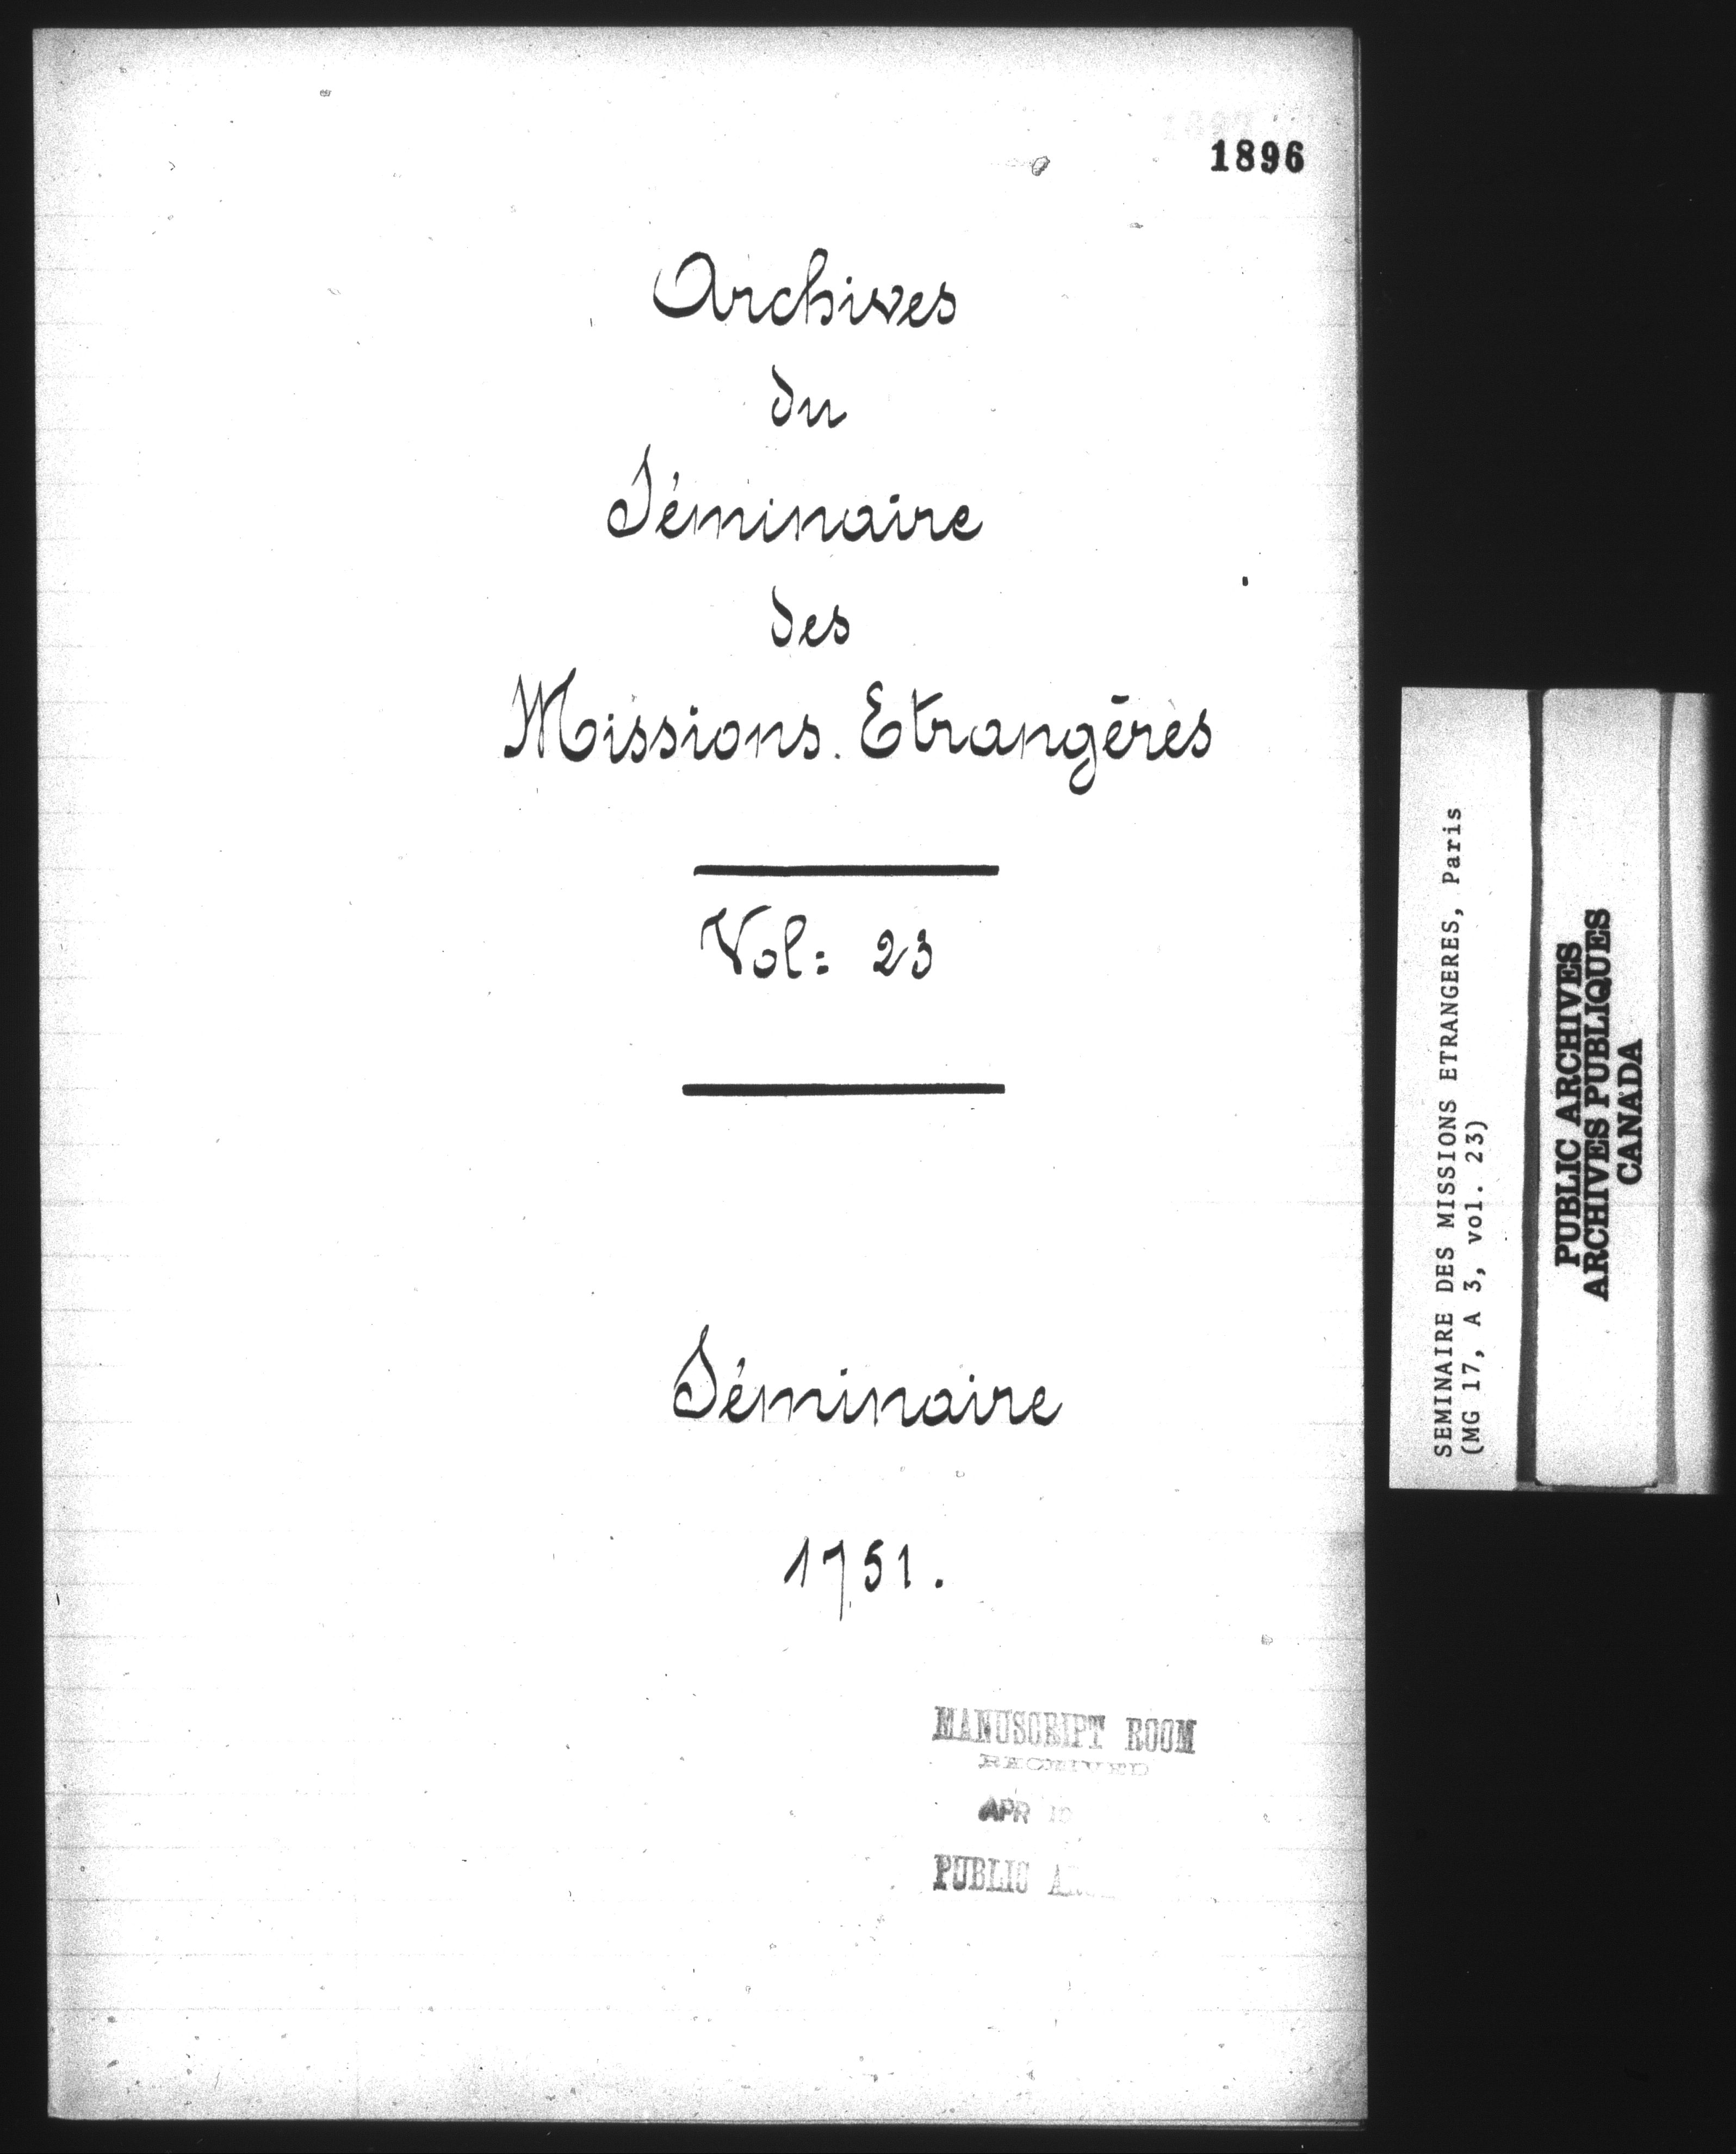 1896
Archives
du
Séminaire
des
Missions Etrangères
Vol: 23
Séminaire
1751.
MANUSCRIPT ROOM
RECEIVED
APR
PUBLIC
SEMINAIRE DES MISSIONS ETRANGERES, Paris
(MG 17, A 3, vol. 23)
PUBLIC ARCHIVES
ARCHIVES PUBLIQUES
CANADA